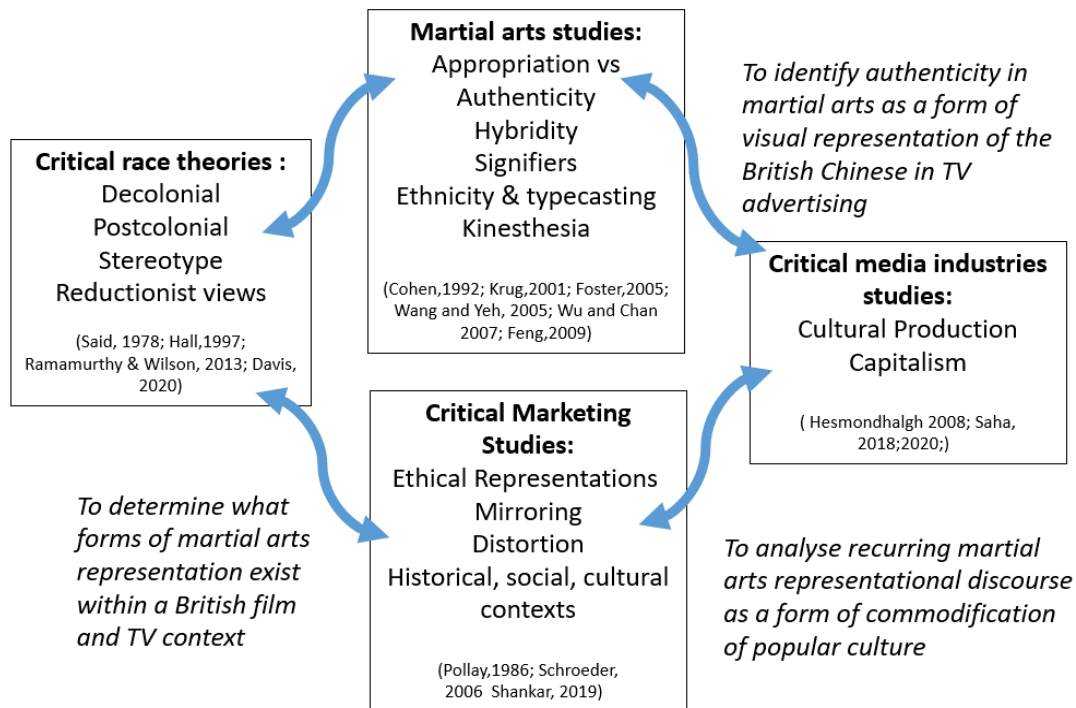 Martial arts studies:
Appropriation vs
Authenticity
Hybridity
Signifiers
Ethnicity & typecasting
Kinesthesia
(Cohen,1992; Krug,2001; Foster,2005;
Wang and Yeh, 2005; Wu and Chan
2007; Feng,2009)
To identify authenticity in
martial arts as a form of
visual representation of the
British Chinese in TV
advertising
Critical race theories :
Decolonial
Postcolonial
Stereotype
Reductionist views
(Said, 1978; Hall,1997;
Ramamurthy & Wilson, 2013; Davis,
2020)
Critical media industries
studies:
Cultural Production
Capitalism
( Hesmondhalgh 2008; Saha,
2018;2020;)
Critical Marketing
Studies:
Ethical Representations
Mirroring
Distortion
Historical, social, cultural
contexts
(Pollay,1986; Schroeder,
2006  Shankar, 2019)
To determine what
forms of martial arts
representation exist
within a British film
and TV context
To analyse recurring martial
arts representational discourse
as a form of commodification
of popular culture